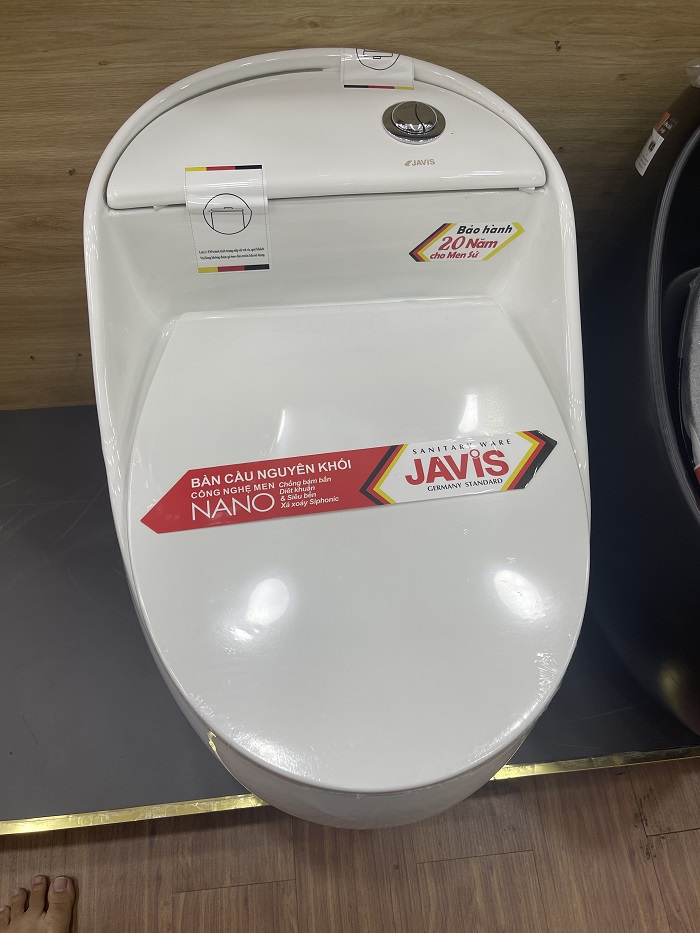 JAVIS
Bảo hành
20 Năm
cho Men Sứ
SANITARY WARE
JAVIS
GERMANY STANDARD
BÀN CẦU NGUYÊN KHỐI
CÔNG NGHỆ MEN
NANO
Chống bám bẩn
Diệt khuẩn
& Siêu bền
Xả xoáy Siphonic